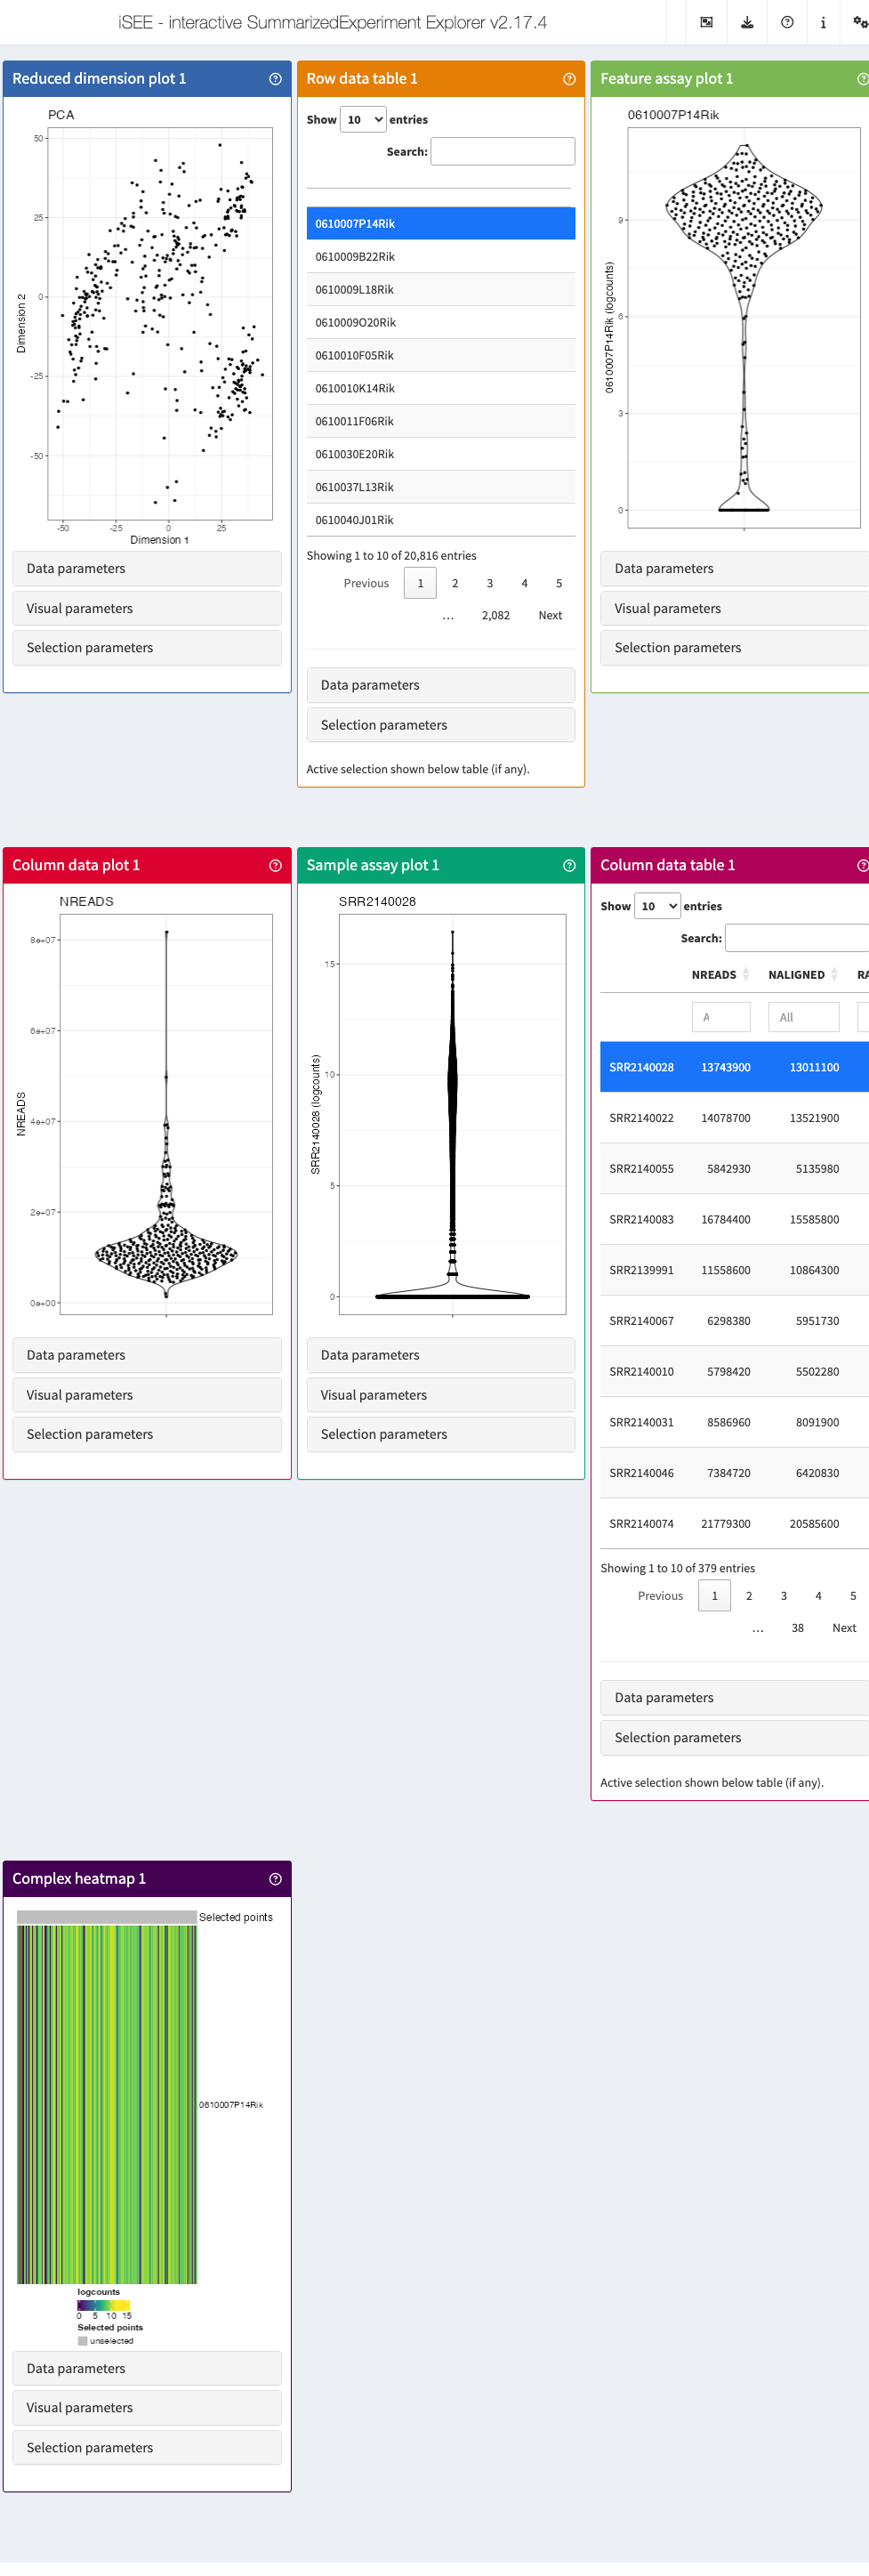 iSEE - interactive SummarizedExperiment Explorer v2.17.4
Reduced dimension plot 1
PCA
50
25
0
-25
-50
Dimension 2
-50 -25 0 25
Dimension 1
Data parameters
Visual parameters
Selection parameters
Row data table 1
Show 10 entries
Search:
0610007P14Rik
0610009B22Rik
0610009L18Rik
0610009O20Rik
0610010F05Rik
0610010K14Rik
0610011F06Rik
0610030E20Rik
0610037L13Rik
0610040J01Rik
Showing 1 to 10 of 20,816 entries
Previous 1 2 3 4 5
... 2,082 Next
Data parameters
Selection parameters
Active selection shown below table (if any).
Feature assay plot 1
0610007P14Rik
9
6
3
0
0610007P14Rik (logcounts)
Data parameters
Visual parameters
Selection parameters
Column data plot 1
NREADS
8e+07
6e+07
4e+07
2e+07
0e+00
NREADS
Data parameters
Visual parameters
Selection parameters
Sample assay plot 1
SRR2140028
15
10
5
0
SRR2140028 (logcounts)
Data parameters
Visual parameters
Selection parameters
Column data table 1
Show 10 entries
Search:
NREADS NALIGNED RA
A All
SRR2140028 13743900 13011100
SRR2140022 14078700 13521900
SRR2140055 5842930 5135980
SRR2140083 16784400 15585800
SRR2139991 11558600 10864300
SRR2140067 6298380 5951730
SRR2140010 5798420 5502280
SRR2140031 8586960 8091900
SRR2140046 7384720 6420830
SRR2140074 21779300 20585600
Showing 1 to 10 of 379 entries
Previous 1 2 3 4 5
... 38 Next
Data parameters
Selection parameters
Active selection shown below table (if any).
Complex heatmap 1
Selected points
0610007P14Rik
logcounts
0 5 10 15
Selected points
unselected
Data parameters
Visual parameters
Selection parameters